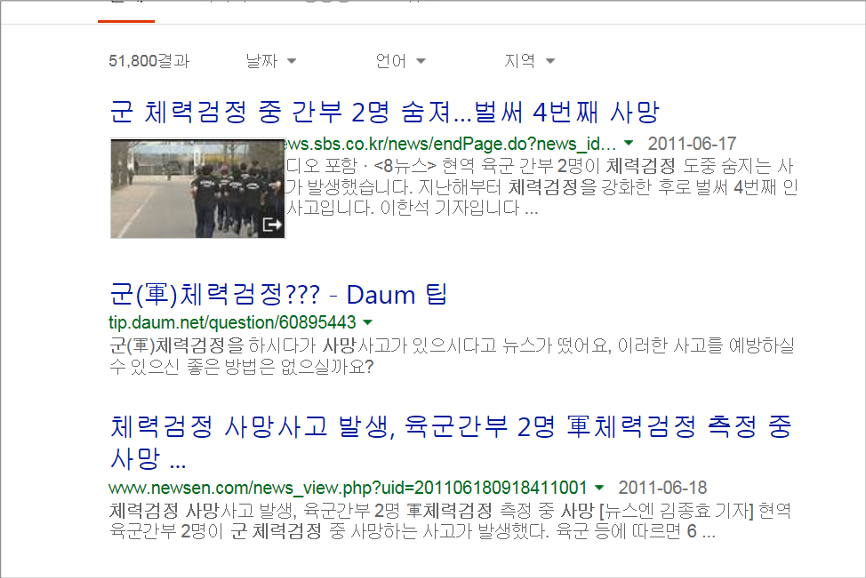 51,800결과 날짜 언어 지역
군 체력검정 중 간부 2명 숨져...벌써 4번째 사망
ews.sbs.co.kr/news/endPage.do?news_id... 2011-06-17
디오 포함 · <8뉴스> 현역 육군 간부 2명이 체력검정 도중 숨지는 사
가 발생했습니다. 지난해부터 체력검정을 강화한 후로 벌써 4번째 인
사고입니다. 이한석 기자입니다 ...
군(軍)체력검정??? - Daum 팁
tip.daum.net/question/60895443
군(軍)체력검정을 하시다가 사망사고가 있으시다고 뉴스가 떴어요, 이러한 사고를 예방하실
수 있으신 좋은 방법은 없으실까요?
체력검정 사망사고 발생, 육군간부 2명 軍체력검정 측정 중
사망 ...
www.newsen.com/news_view.php?uid=201106180918411001 2011-06-18
체력검정 사망사고 발생, 육군간부 2명 軍체력검정 측정 중 사망 [뉴스엔 김종효 기자] 현역
육군간부 2명이 군 체력검정 중 사망하는 사고가 발생했다. 육군 등에 따르면 6 ...